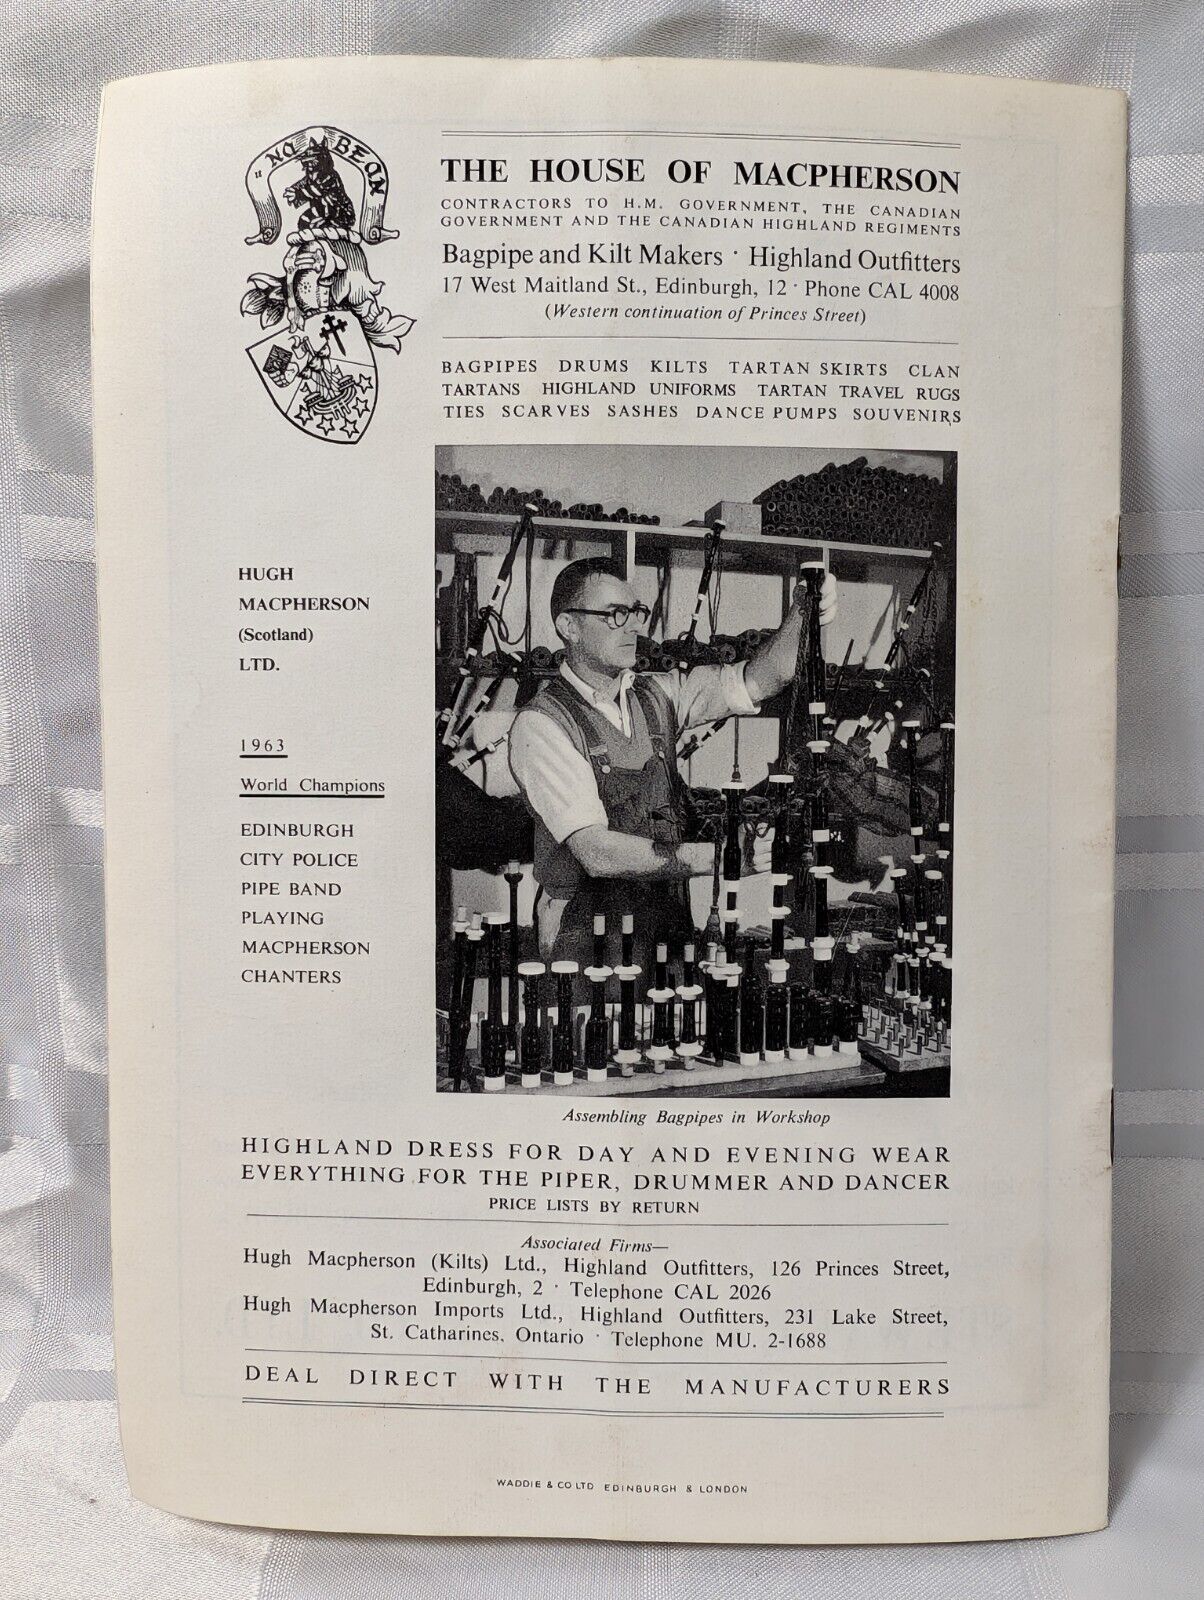 "NA BEAN
THE HOUSE OF MACPHERSON
CONTRACTORS TO H.M. GOVERNMENT, THE CANADIAN
GOVERNMENT AND THE CANADIAN HIGHLAND REGIMENTS
Bagpipe and Kilt Makers · Highland Outfitters
17 West Maitland St., Edinburgh, 12 · Phone CAL 4008
(Western continuation of Princes Street)
BAGPIPES DRUMS KILTS TARTAN SKIRTS CLAN
TARTANS HIGHLAND UNIFORMS TARTAN TRAVEL RUGS
TIES SCARVES SASHES DANCE PUMPS SOUVENIRS
HUGH
MACPHERSON
(Scotland)
LTD.
1963
World Champions
EDINBURGH
CITY POLICE
PIPE BAND
PLAYING
MACPHERSON
CHANTERS
Assembling Bagpipes in Workshop
HIGHLAND DRESS FOR DAY AND EVENING WEAR
EVERYTHING FOR THE PIPER, DRUMMER AND DANCER
PRICE LISTS BY RETURN
Associated Firms—
Hugh Macpherson (Kilts) Ltd., Highland Outfitters, 126 Princes Street,
Edinburgh, 2 · Telephone CAL 2026
Hugh Macpherson Imports Ltd., Highland Outfitters, 231 Lake Street,
St. Catharines, Ontario · Telephone MU. 2-1688
DEAL DIRECT WITH THE MANUFACTURERS
WADDIE & CO LTD EDINBURGH & LONDON